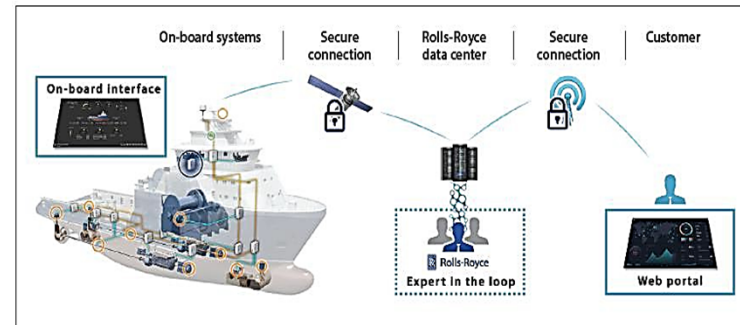 On-board systems
Secure
connection
Rolls-Royce
data center
Secure
connection
Customer
On-board interface
Rolls-Royce
Expert in the loop
Web portal